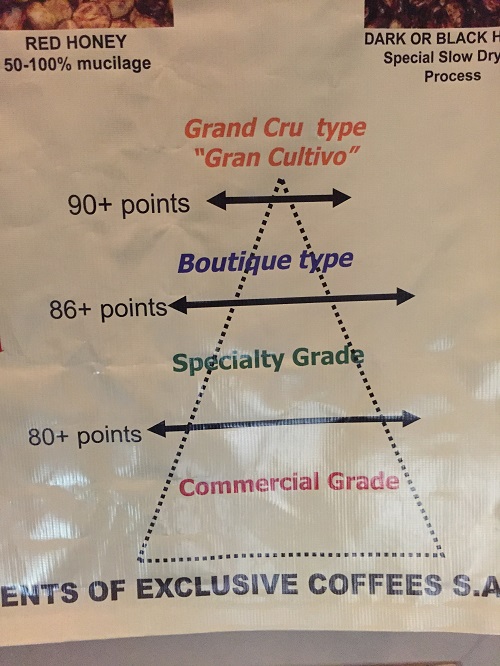 RED HONEY
50-100% mucilage
DARK OR BLACK H
Special Slow Dry
Process
Grand Cru type
"Gran Cultivo"
90+ points
Boutique type
86+ points
Specialty Grade
80+ points
Commercial Grade
ENTS OF EXCLUSIVE COFFEES S.A